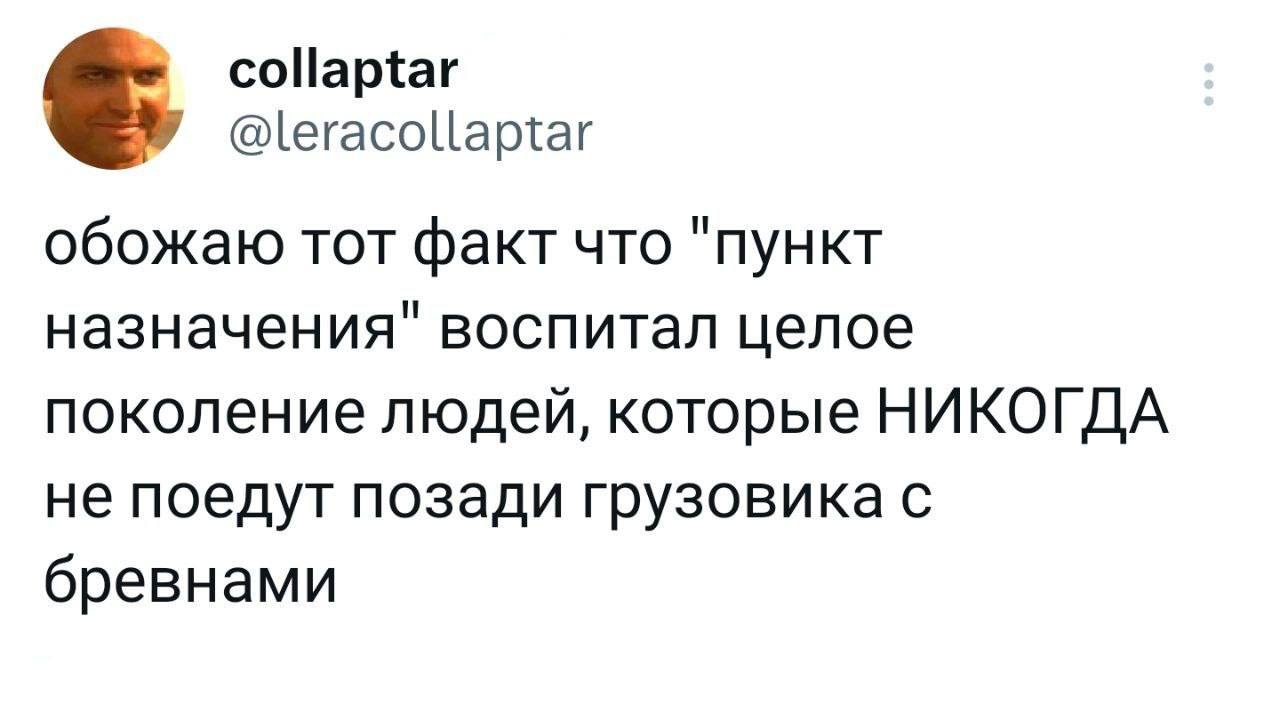 collaptar
@leracollaptar
обожаю тот факт что "пункт
назначения" воспитал целое
поколение людей, которые НИКОГДА
не поедут позади грузовика с
бревнами